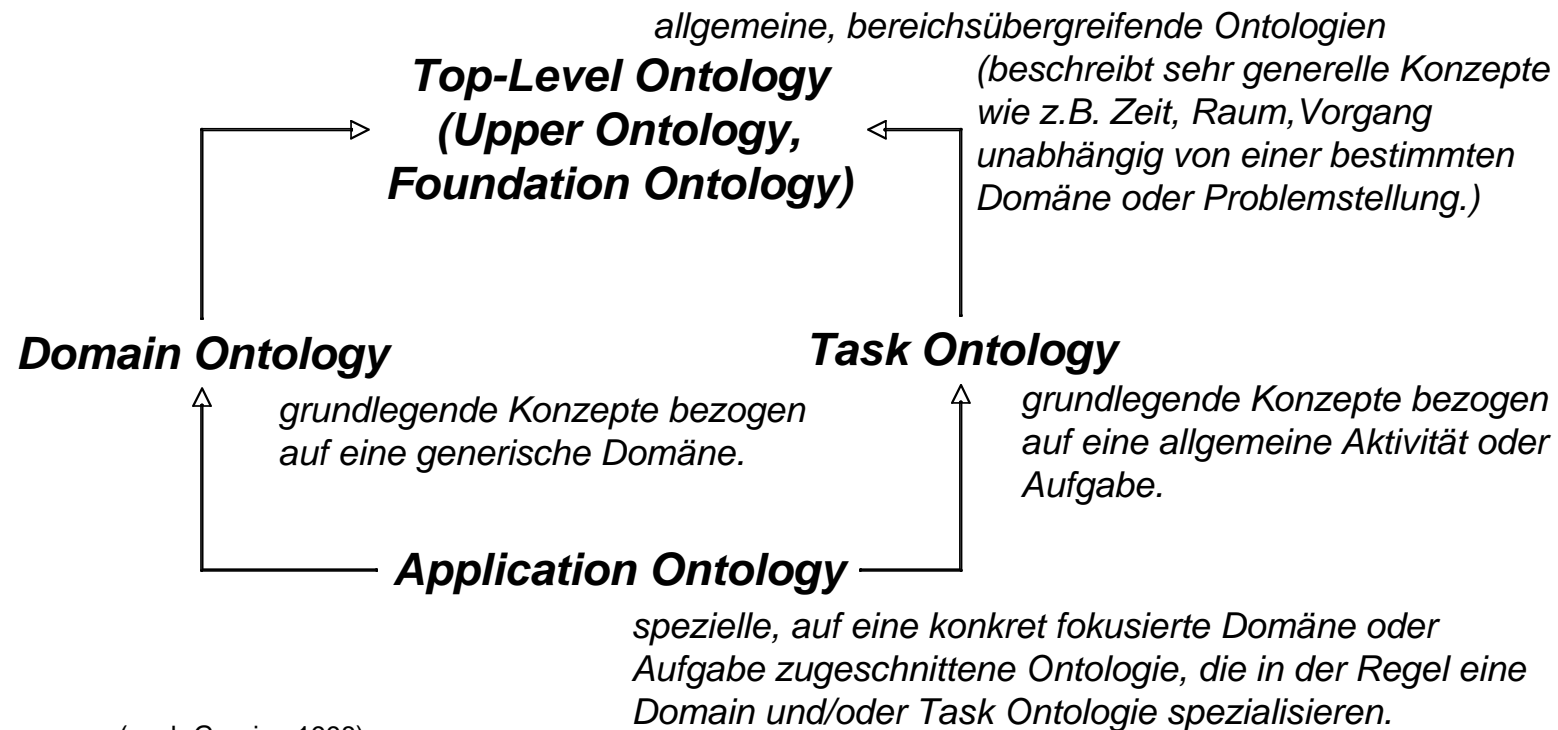 allgemeine, bereichsübergreifende Ontologien
Top-Level Ontology
(Upper Ontology,
Foundation Ontology)
(beschreibt sehr generelle Konzepte
wie z.B. Zeit, Raum,Vorgang
unabhängig von einer bestimmten
Domäne oder Problemstellung.)
Domain Ontology
grundlegende Konzepte bezogen
auf eine generische Domäne.
Task Ontology
grundlegende Konzepte bezogen
auf eine allgemeine Aktivität oder
Aufgabe.
Application Ontology
spezielle, auf eine konkret fokusierte Domäne oder
Aufgabe zugeschnittene Ontologie, die in der Regel eine
Domain und/oder Task Ontologie spezialisieren.